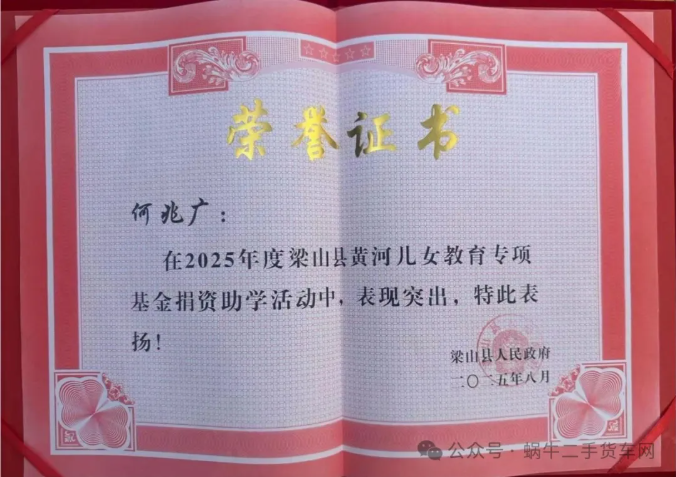 荣誉证书
何兆广：
在2025年度梁山县黄河儿女教育专项
基金捐资助学活动中，表现突出，特此表
扬！
梁山县人民政府
二〇二五年八月
公众号·蜗牛二手货车网